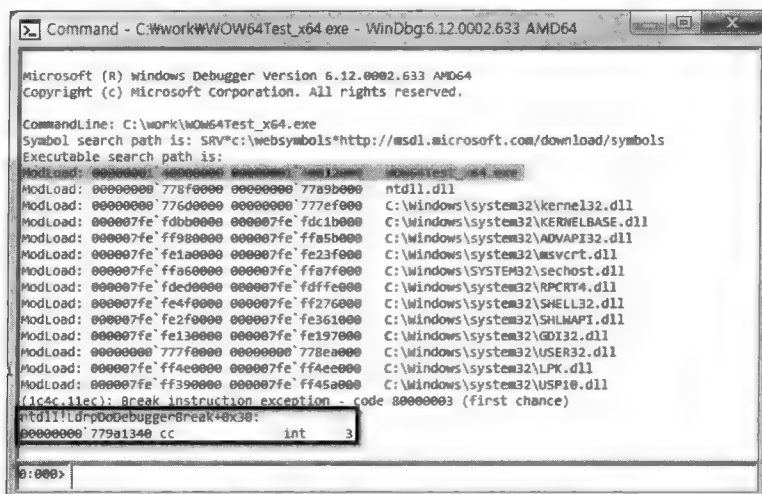 Command - C:₩work₩WOW64Test_x64.exe - WinDbg:6.12.0002.633 AMD64
Microsoft (R) Windows Debugger Version 6.12.0002.633 AMD64
Copyright (c) Microsoft Corporation. All rights reserved.
CommandLine: C:\work\WOW64Test_x64.exe
Symbol search path is: SRV*c:\websymbols*http://msdl.microsoft.com/download/symbols
Executable search path is:
ModLoad: 00000001`40000000 00000001`40012000 WOW64Test_x64.exe
ModLoad: 00000000`778f0000 00000000`77a9b000 ntdll.dll
ModLoad: 00000000`776d0000 00000000`777ef000 C:\Windows\system32\kernel32.dll
ModLoad: 000007fe`fdbb0000 000007fe`fdc1b000 C:\Windows\system32\KERNELBASE.dll
ModLoad: 000007fe`ff980000 000007fe`ffa5b000 C:\Windows\system32\ADVAPI32.dll
ModLoad: 000007fe`fe1a0000 000007fe`fe23f000 C:\Windows\system32\msvcrt.dll
ModLoad: 000007fe`ffa60000 000007fe`ffa7f000 C:\Windows\SYSTEM32\sechost.dll
ModLoad: 000007fe`fded0000 000007fe`fdffe000 C:\Windows\system32\RPCRT4.dll
ModLoad: 000007fe`fe4f0000 000007fe`ff276000 C:\Windows\system32\SHELL32.dll
ModLoad: 000007fe`fe2f0000 000007fe`fe361000 C:\Windows\system32\SHLWAPI.dll
ModLoad: 000007fe`fe130000 000007fe`fe197000 C:\Windows\system32\GDI32.dll
ModLoad: 00000000`777f0000 00000000`778ea000 C:\Windows\system32\USER32.dll
ModLoad: 000007fe`ff4e0000 000007fe`ff4ee000 C:\Windows\system32\LPK.dll
ModLoad: 000007fe`ff390000 000007fe`ff45a000 C:\Windows\system32\USP10.dll
(1c4c.11ec): Break instruction exception - code 80000003 (first chance)
ntdll!LdrpDoDebuggerBreak+0x30:
00000000`779a1340 cc int 3
0:000>